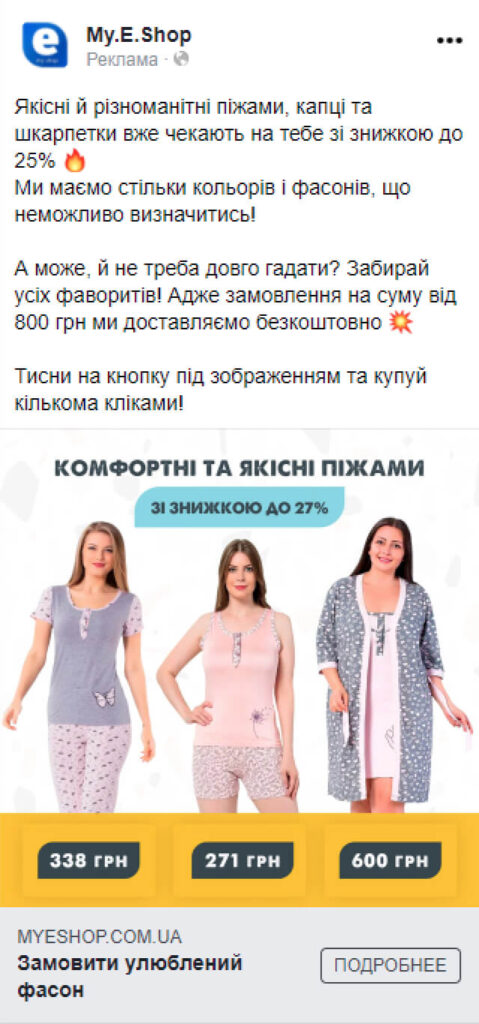 My.E.Shop
Реклама ·
Якісні й різноманітні піжами, капці та
шкарпетки вже чекають на тебе зі знижкою до
25% 🔥
Ми маємо стільки кольорів і фасонів, що
неможливо визначитись!
А може, й не треба довго гадати? Забирай
усіх фаворитів! Адже замовлення на суму від
800 грн ми доставляємо безкоштовно 💥
Тисни на кнопку під зображенням та купуй
кількома кліками!
КОМФОРТНІ ТА ЯКІСНІ ПІЖАМИ
ЗІ ЗНИЖКОЮ ДО 27%
338 ГРН
271 ГРН
600 ГРН
MYESHOP.COM.UA
Замовити улюблений
фасон
ПОДРОБНЕЕ